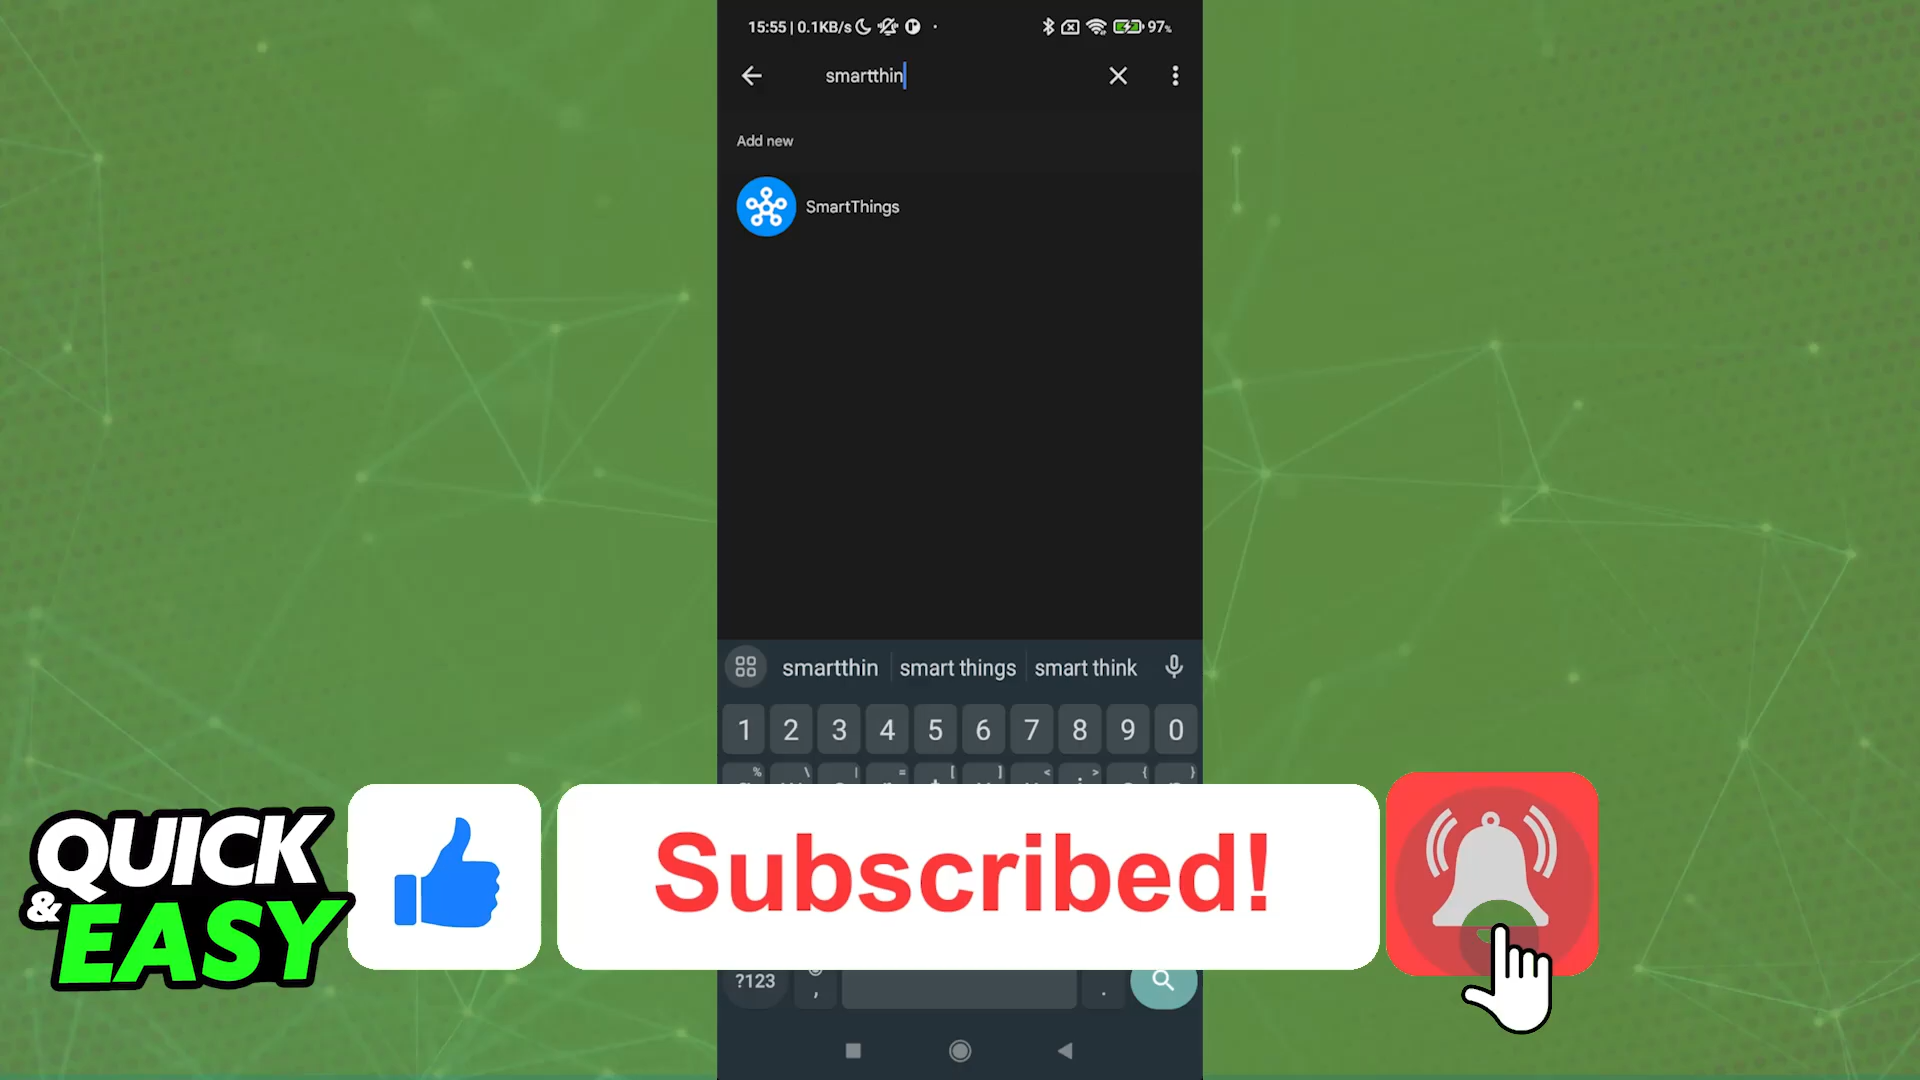 15:55 | 0.1KB/s
97%
smartthin
Add new
SmartThings
smartthin
smart things
smart think
1 2 3 4 5 6 7 8 9 0
% \ | = [ ] < > { }
QUICK
& EASY
Subscribed!
?123 , .